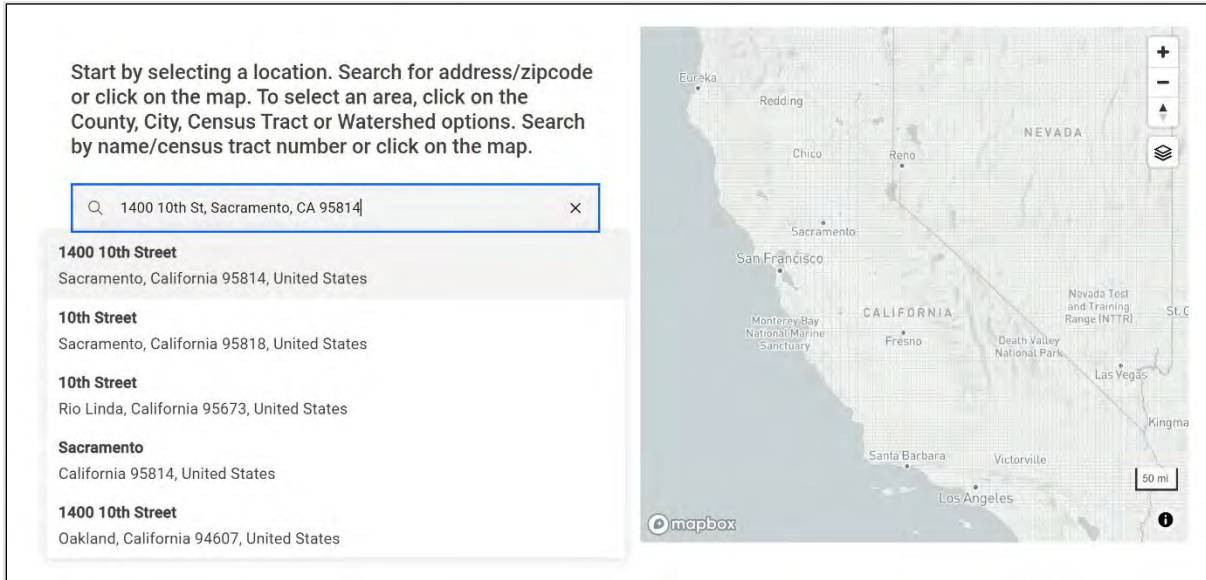 Start by selecting a location. Search for address/zipcode
or click on the map. To select an area, click on the
County, City, Census Tract or Watershed options. Search
by name/census tract number or click on the map.
1400 10th St, Sacramento, CA 95814
1400 10th Street
Sacramento, California 95814, United States
10th Street
Sacramento, California 95818, United States
10th Street
Rio Linda, California 95673, United States
Sacramento
California 95814, United States
1400 10th Street
Oakland, California 94607, United States
Eureka
Redding
NEVADA
Chico
Reno
Sacramento
San Francisco
Nevada Test
and Training
Range (NTTR)
St. G
CALIFORNIA
Monterey Bay
National Marine
Sanctuary
Fresno
Death Valley
National Park
Las Vegas
Kingma
Santa Barbara
Victorville
50 mi
Los Angeles
mapbox